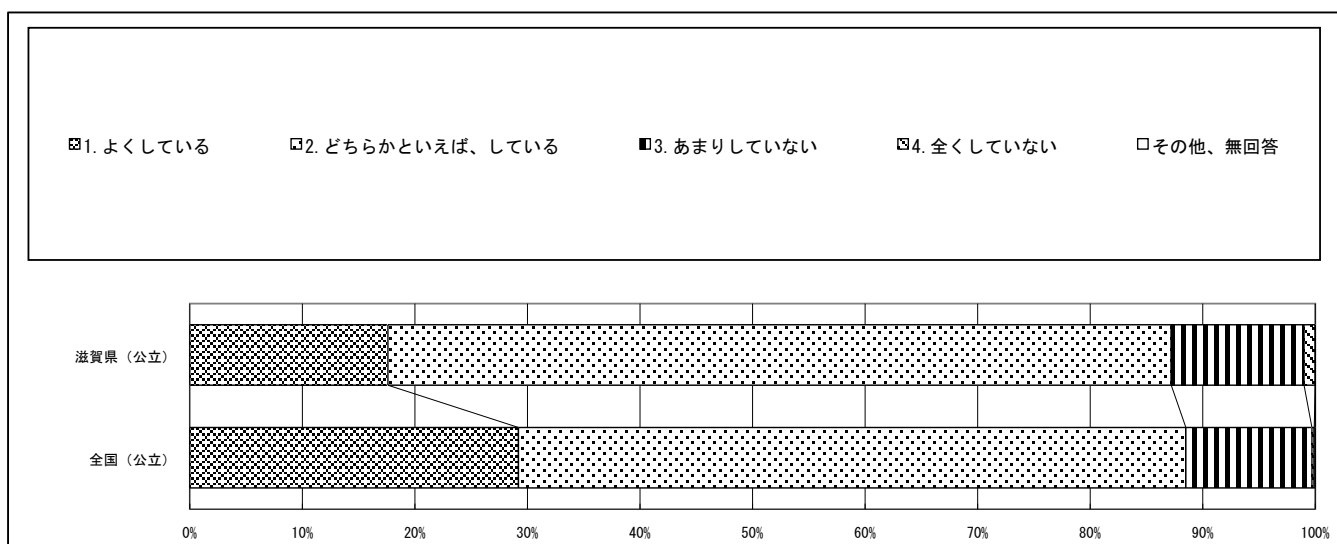 1. よくしている 2. どちらかといえば、している 3. あまりしていない 4. 全くしていない その他、無回答
滋賀県（公立）
全国（公立）
0% 10% 20% 30% 40% 50% 60% 70% 80% 90% 100%